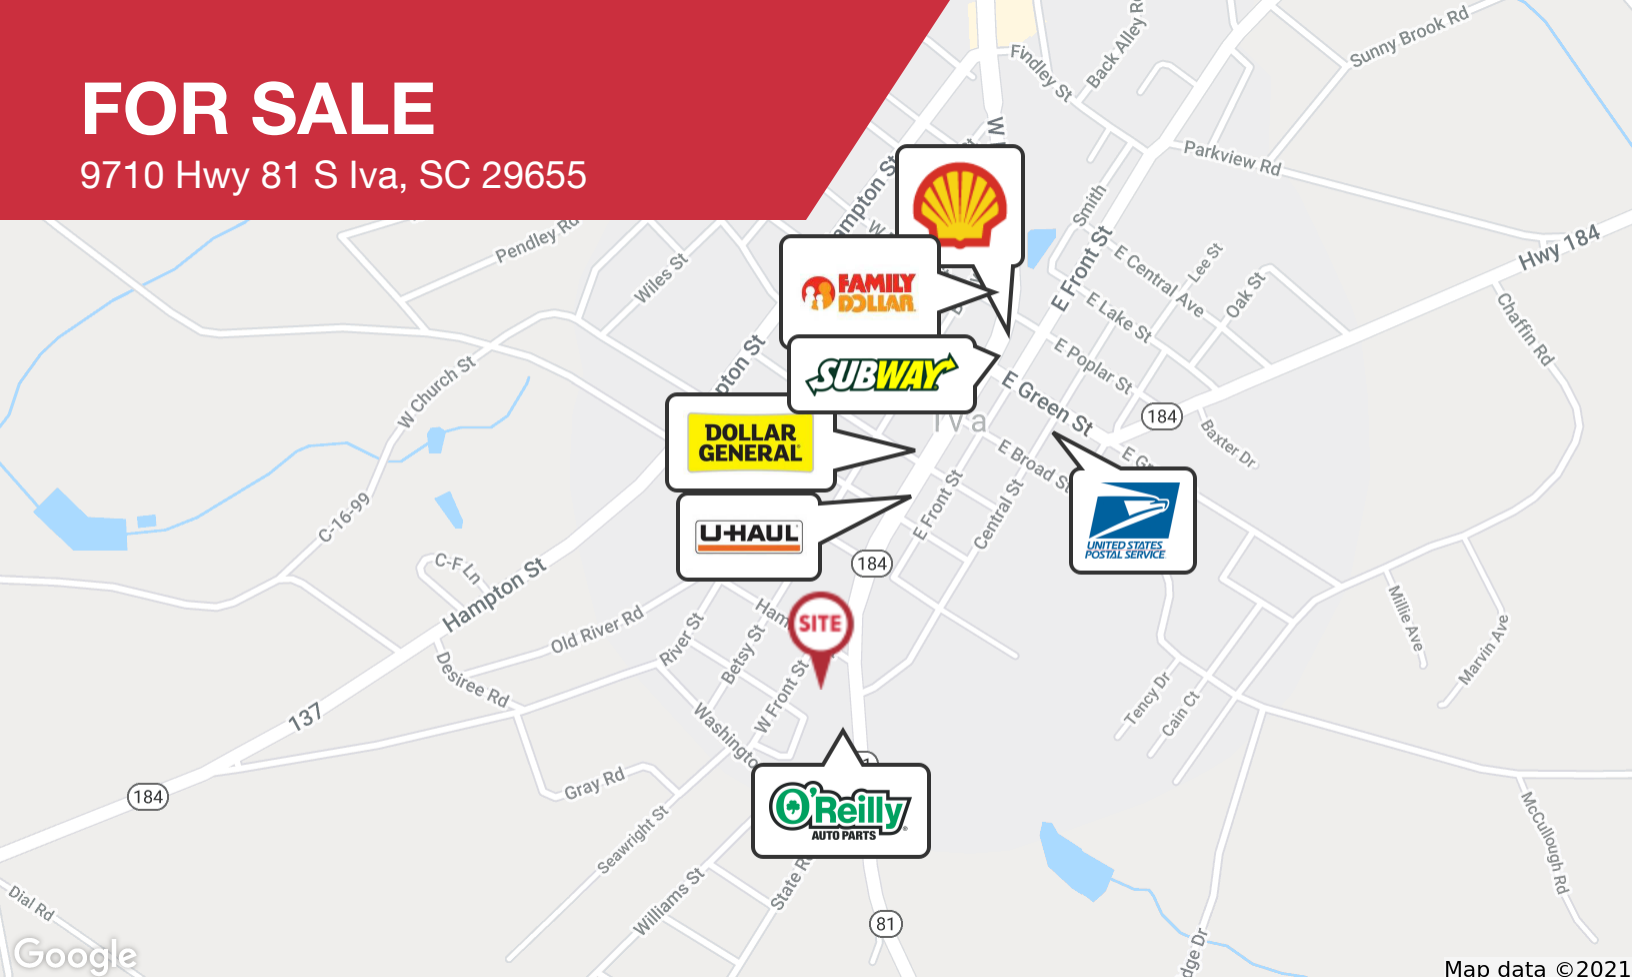 FOR SALE
9710 Hwy 81 S Iva, SC 29655
Findley St
Back Alley Rd
Sunny Brook Rd
Parkview Rd
Hwy 184
Smith
Pendley Rd
Wiles St
Hampton St
E Front St
E Central Ave
Lee St
Oak St
E Lake St
E Poplar St
Chaffin Rd
FAMILY
DOLLAR
SUBWAY
W Church St
E Green St
184
Baxter Dr
Iva
DOLLAR
GENERAL
E Broad St
UNITED STATES
POSTAL SERVICE
U-HAUL
E Front St
Central St
C-16-99
184
C-F Ln
Hampton St
SITE
Old River Rd
River St
Betsy St
W Front St
Desiree Rd
Millie Ave
Marvin Ave
137
Washington
Tency Dr
Cain Ct
184
Gray Rd
O'Reilly
AUTO PARTS
Seawright St
McCullough Rd
Williams St
Dial Rd
81
Google
Map data ©2021